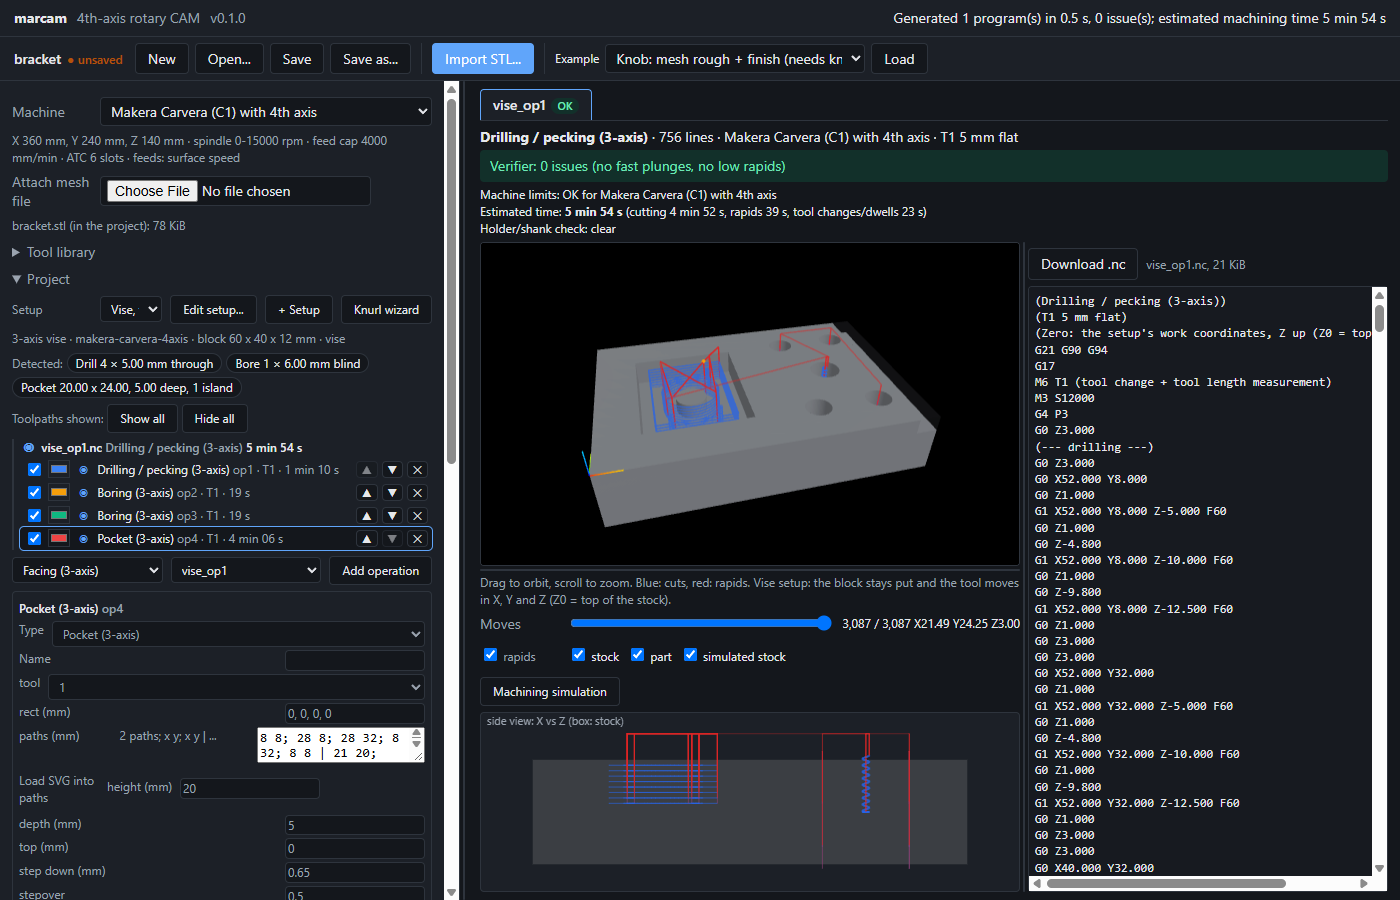 marcam 4th-axis rotary CAM v0.1.0
Generated 1 program(s) in 0.5 s, 0 issue(s); estimated machining time 5 min 54 s
bracket ● unsaved New Open... Save Save as... Import STL... Example Knob: mesh rough + finish (needs kn Load
Machine Makera Carvera (C1) with 4th axis
X 360 mm, Y 240 mm, Z 140 mm · spindle 0-15000 rpm · feed cap 4000
mm/min · ATC 6 slots · feeds: surface speed
Attach mesh
file Choose File No file chosen
bracket.stl (in the project): 78 KiB
▶ Tool library
▼ Project
Setup Vise, Edit setup... + Setup Knurl wizard
3-axis vise · makera-carvera-4axis · block 60 x 40 x 12 mm · vise
Detected: Drill 4 × 5.00 mm through Bore 1 × 6.00 mm blind
Pocket 20.00 x 24.00, 5.00 deep, 1 island
Toolpaths shown: Show all Hide all
vise_op1.nc Drilling / pecking (3-axis) 5 min 54 s
Drilling / pecking (3-axis) op1 · T1 · 1 min 10 s ▲ ▼ ✕
Boring (3-axis) op2 · T1 · 19 s ▲ ▼ ✕
Boring (3-axis) op3 · T1 · 19 s ▲ ▼ ✕
Pocket (3-axis) op4 · T1 · 4 min 06 s ▲ ▼ ✕
Facing (3-axis) vise_op1 Add operation
Pocket (3-axis) op4
Type Pocket (3-axis)
Name
tool 1
rect (mm) 0, 0, 0, 0
paths (mm) 2 paths; x y; x y | ... 8 8; 28 8; 28 32; 8
32; 8 8 | 21 20;
Load SVG into
paths height (mm) 20
depth (mm) 5
top (mm) 0
step down (mm) 0.65
stepover 0.5
vise_op1 OK
Drilling / pecking (3-axis) · 756 lines · Makera Carvera (C1) with 4th axis · T1 5 mm flat
Verifier: 0 issues (no fast plunges, no low rapids)
Machine limits: OK for Makera Carvera (C1) with 4th axis
Estimated time: 5 min 54 s (cutting 4 min 52 s, rapids 39 s, tool changes/dwells 23 s)
Holder/shank check: clear
Drag to orbit, scroll to zoom. Blue: cuts, red: rapids. Vise setup: the block stays put and the tool moves
in X, Y and Z (Z0 = top of the stock).
Moves 3,087 / 3,087 X21.49 Y24.25 Z3.00
rapids stock part simulated stock
Machining simulation
side view: X vs Z (box: stock)
Download .nc vise_op1.nc, 21 KiB
(Drilling / pecking (3-axis))
(T1 5 mm flat)
(Zero: the setup's work coordinates, Z up (Z0 = top
G21 G90 G94
G17
M6 T1 (tool change + tool length measurement)
M3 S12000
G4 P3
G0 Z3.000
(--- drilling ---)
G0 Z3.000
G0 X52.000 Y8.000
G0 Z1.000
G1 X52.000 Y8.000 Z-5.000 F60
G0 Z1.000
G0 Z-4.800
G1 X52.000 Y8.000 Z-10.000 F60
G0 Z1.000
G0 Z-9.800
G1 X52.000 Y8.000 Z-12.500 F60
G0 Z1.000
G0 Z3.000
G0 Z3.000
G0 X52.000 Y32.000
G0 Z1.000
G1 X52.000 Y32.000 Z-5.000 F60
G0 Z1.000
G0 Z-4.800
G1 X52.000 Y32.000 Z-10.000 F60
G0 Z1.000
G0 Z-9.800
G1 X52.000 Y32.000 Z-12.500 F60
G0 Z1.000
G0 Z3.000
G0 Z3.000
G0 X40.000 Y32.000